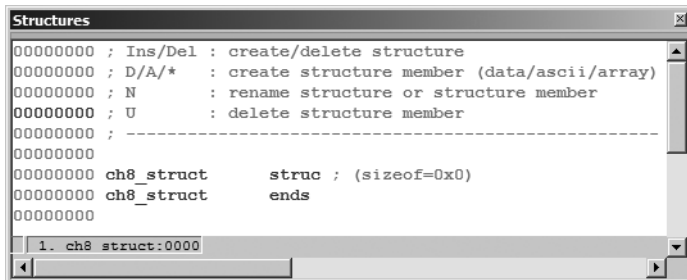 Structures
00000000 ; Ins/Del : create/delete structure
00000000 ; D/A/*   : create structure member (data/ascii/array)
00000000 ; N       : rename structure or structure member
00000000 ; U       : delete structure member
00000000 ; ----------------------------------------------------
00000000
00000000 ch8_struct      struc ; (sizeof=0x0)
00000000 ch8_struct      ends
00000000
1. ch8_struct:0000